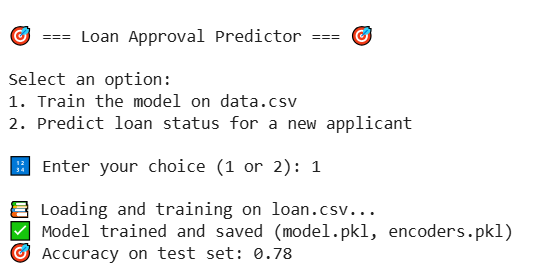 🎯 === Loan Approval Predictor === 🎯
Select an option:
1. Train the model on data.csv
2. Predict loan status for a new applicant
🔢 Enter your choice (1 or 2): 1
📚 Loading and training on loan.csv...
✅ Model trained and saved (model.pkl, encoders.pkl)
🎯 Accuracy on test set: 0.78